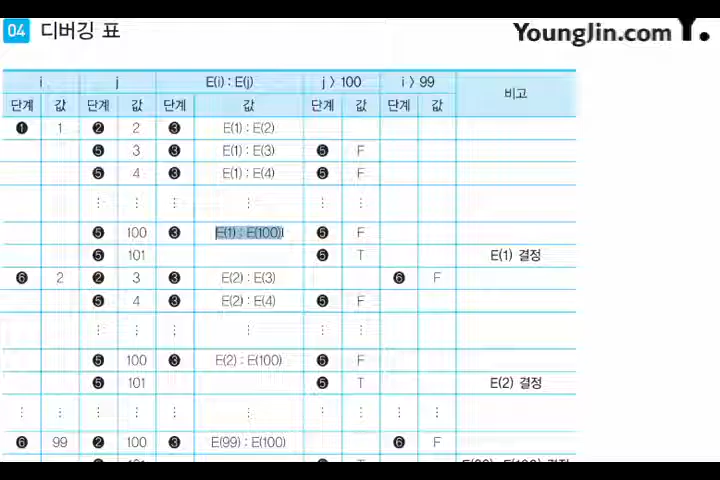 04 디버깅 표
YoungJin.com Y.
i j E(i) : E(j) j > 100 i > 99 비고
단계 값 단계 값 단계 값 단계 값 단계 값
❶ 1 ❷ 2 ❸ E(1) : E(2)
❺ 3 ❸ E(1) : E(3) ❺ F
❺ 4 ❸ E(1) : E(4) ❺ F
⋮ ⋮ ⋮ ⋮ ⋮ ⋮
❺ 100 ❸ E(1) : E(100) ❺ F
❺ 101 ❺ T E(1) 결정
❻ 2 ❷ 3 ❸ E(2) : E(3) ❻ F
❺ 4 ❸ E(2) : E(4) ❺ F
⋮ ⋮ ⋮ ⋮ ⋮ ⋮
❺ 100 ❸ E(2) : E(100) ❺ F
❺ 101 ❺ T E(2) 결정
⋮ ⋮ ⋮ ⋮ ⋮ ⋮ ⋮ ⋮ ⋮ ⋮
❻ 99 ❷ 100 ❸ E(99) : E(100) ❻ F